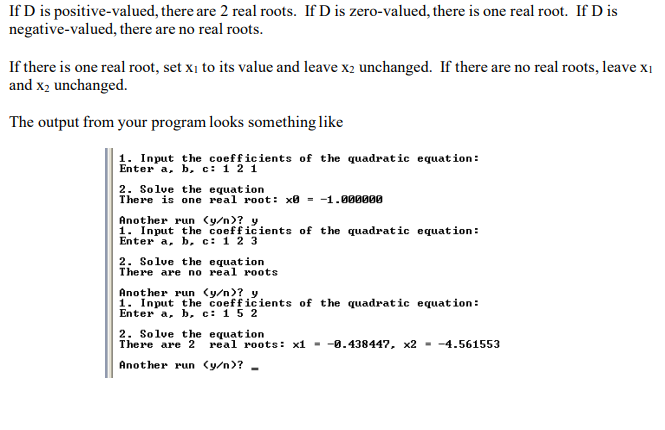 If D is positive-valued, there are 2 real roots.  If D is zero-valued, there is one real root.  If D is
negative-valued, there are no real roots.
If there is one real root, set x₁ to its value and leave x₂ unchanged.  If there are no real roots, leave x₁
and x₂ unchanged.
The output from your program looks something like
1. Input the coefficients of the quadratic equation:
Enter a, b, c: 1 2 1
2. Solve the equation
There is one real root: x0 = -1.000000
Another run (y/n)? y
1. Input the coefficients of the quadratic equation:
Enter a, b, c: 1 2 3
2. Solve the equation
There are no real roots
Another run (y/n)? y
1. Input the coefficients of the quadratic equation:
Enter a, b, c: 1 5 2
2. Solve the equation
There are 2  real roots: x1 = -0.438447, x2 = -4.561553
Another run (y/n)? _